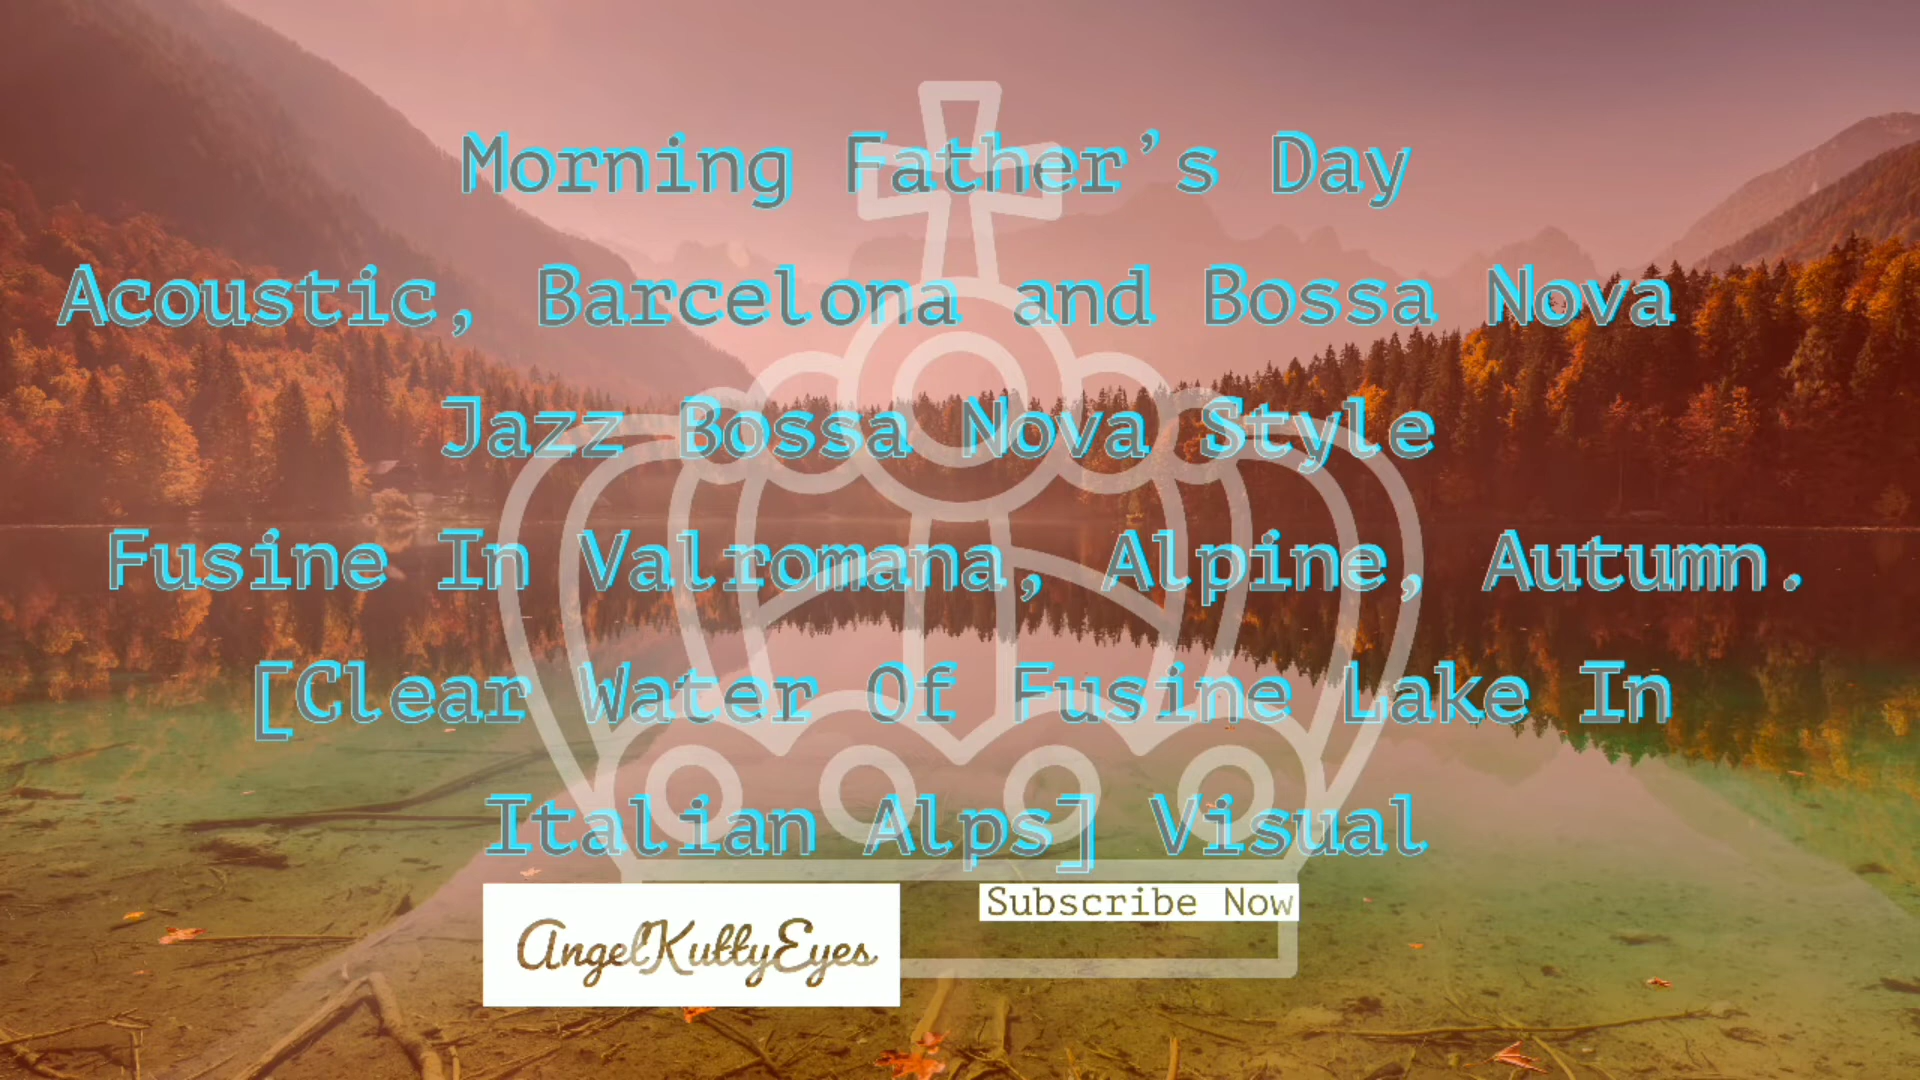 Morning Father’s Day
Acoustic, Barcelona and Bossa Nova
Jazz Bossa Nova Style
Fusine In Valromana, Alpine, Autumn.
[Clear Water Of Fusine Lake In
Italian Alps] Visual
Subscribe Now
AngelKuttyEyes